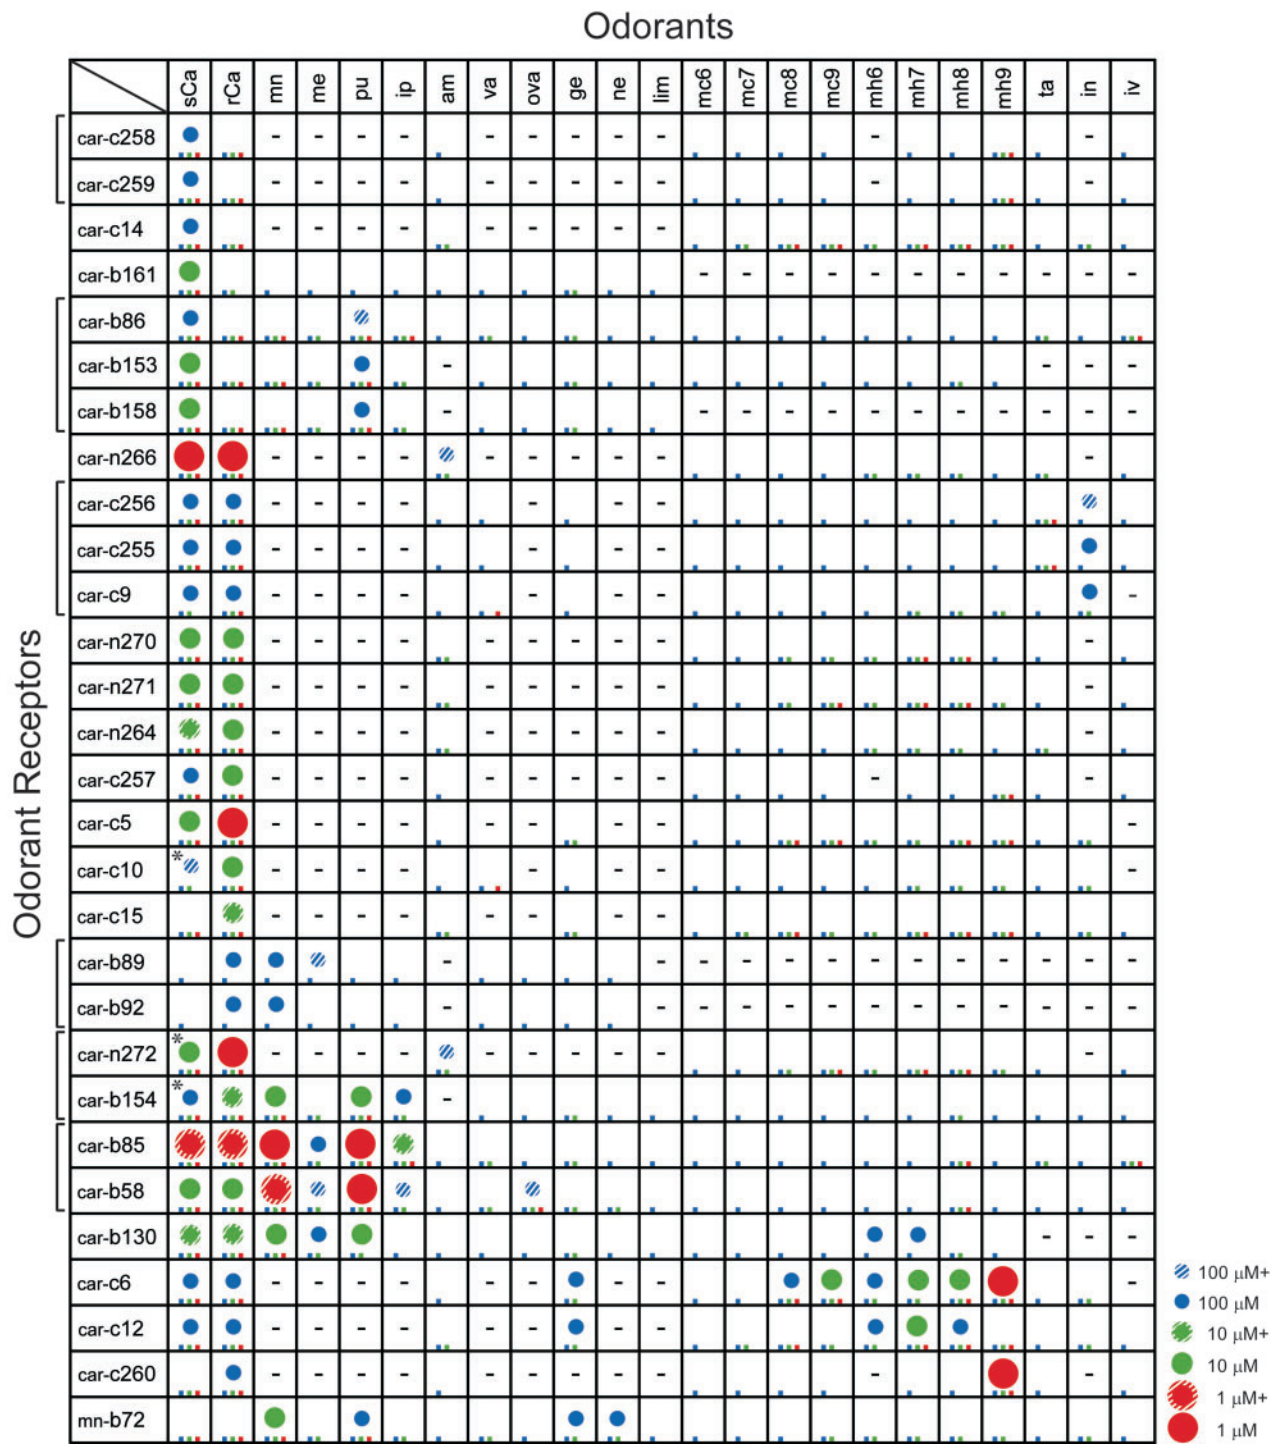 Odorants
sCa rCa mn me pu ip am va ova ge ne lim mc6 mc7 mc8 mc9 mh6 mh7 mh8 mh9 ta in iv
Odorant Receptors
car-c258 - - - - - - - - - - -
car-c259 - - - - - - - - - - -
car-c14 - - - - - - - - -
car-b161 - - - - - - - - - - -
car-b86
car-b153 - - - -
car-b158 - - - - - - - - - - - -
car-n266 - - - - - - - - - -
car-c256 - - - - - - -
car-c255 - - - - - - -
car-c9 - - - - - - - -
car-n270 - - - - - - - - - -
car-n271 - - - - - - - - - -
car-n264 - - - - - - - - - -
car-c257 - - - - - - - - - - -
car-c5 - - - - - - - - -
car-c10 * - - - - - - - -
car-c15 - - - - - - - -
car-b89 - - - - - - - - - - - - -
car-b92 - - - - - - - - - - - - -
car-n272 * - - - - - - - - - -
car-b154 * -
car-b85
car-b58
car-b130 - - -
car-c6 - - - - - - - - -
car-c12 - - - - - - - -
car-c260 - - - - - - - - - - -
mn-b72
100 μM+
100 μM
10 μM+
10 μM
1 μM+
1 μM